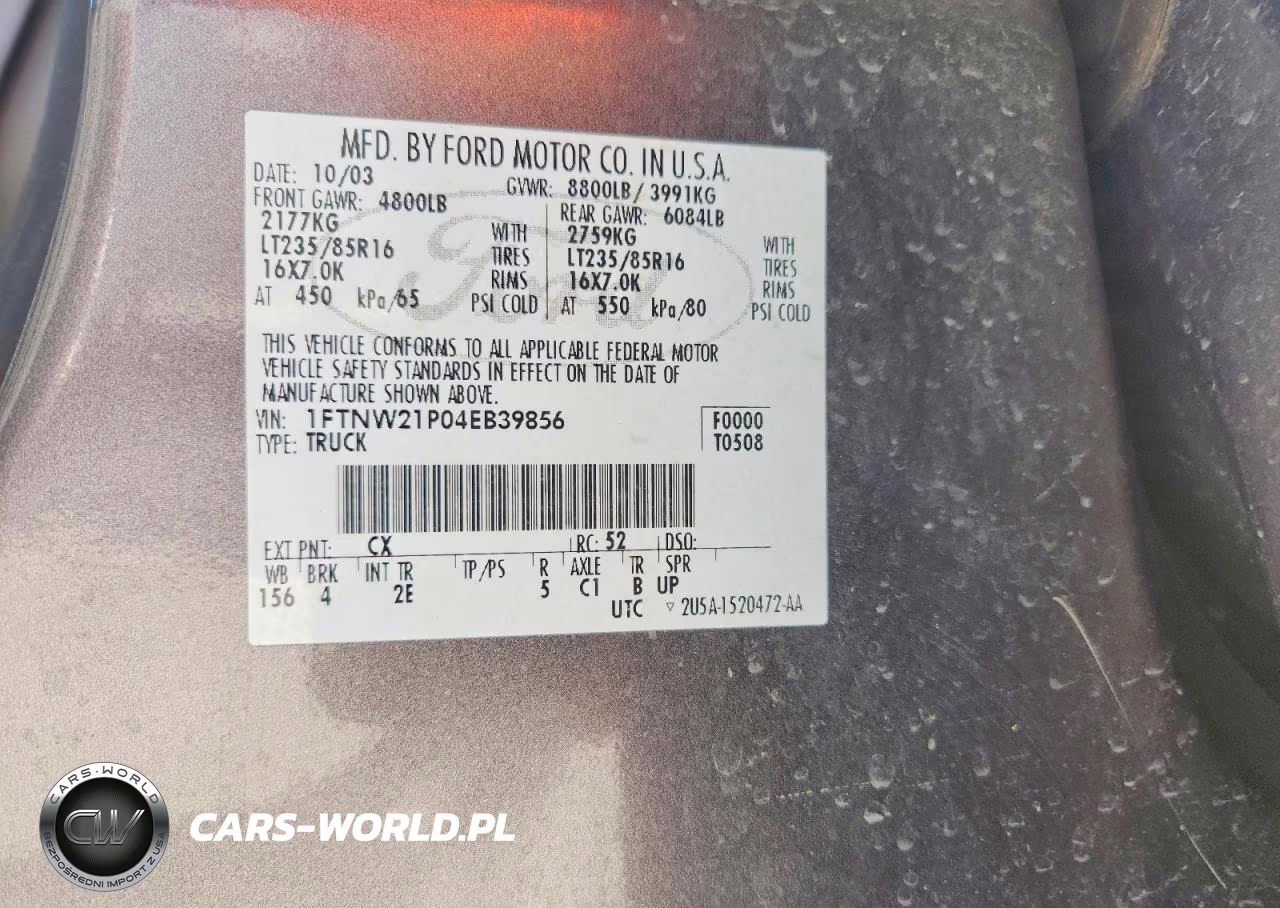 MFD. BY FORD MOTOR CO. IN U.S.A.
DATE: 10/03 GVWR: 8800LB/3991KG
FRONT GAWR: 4800LB REAR GAWR: 6084LB
2177KG WITH 2759KG WITH
LT235/85R16 TIRES LT235/85R16 TIRES
16X7.0K RIMS 16X7.0K RIMS
AT 450 kPa/65 PSI COLD AT 550 kPa/80 PSI COLD
THIS VEHICLE CONFORMS TO ALL APPLICABLE FEDERAL MOTOR
VEHICLE SAFETY STANDARDS IN EFFECT ON THE DATE OF
MANUFACTURE SHOWN ABOVE.
VIN: 1FTNW21P04EB39856 F0000
TYPE: TRUCK T0508
EXT PNT: CX RC: 52 DSO:
WB BRK INT TR TP/PS R AXLE TR SPR
156 4 2E 5 C1 B UP
UTC ▽ 2U5A-1520472-AA
Ford
CARS-WORLD
CW
BEZPOŚREDNI IMPORT Z USA
CARS-WORLD.PL